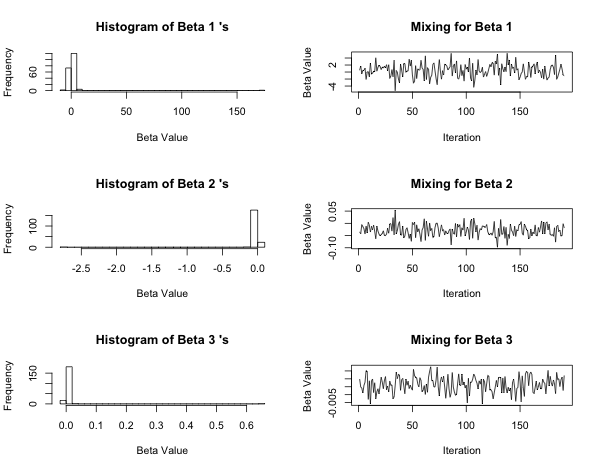 Histogram of Beta 1 's
Frequency
0 60
0 50 100 150
Beta Value
Mixing for Beta 1
Beta Value
-4 2
0 50 100 150
Iteration
Histogram of Beta 2 's
Frequency
0 100
-2.5 -2.0 -1.5 -1.0 -0.5 0.0
Beta Value
Mixing for Beta 2
Beta Value
-0.10 0.05
0 50 100 150
Iteration
Histogram of Beta 3 's
Frequency
0 150
0.0 0.1 0.2 0.3 0.4 0.5 0.6
Beta Value
Mixing for Beta 3
Beta Value
-0.005
0 50 100 150
Iteration